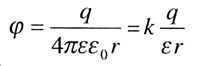 φ = q / 4πεε₀r = k q / εr